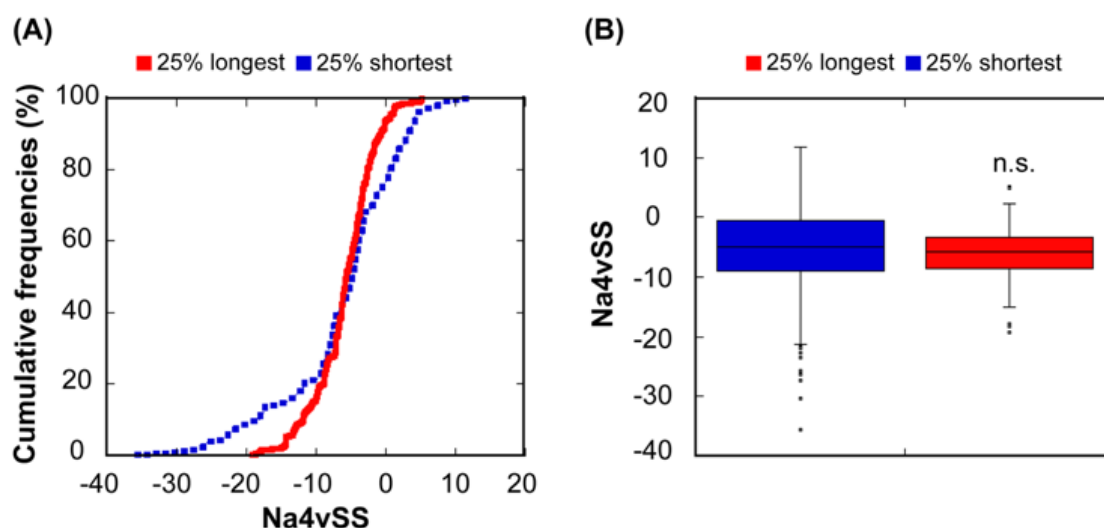 (A)
25% longest 25% shortest
Cumulative frequencies (%)
100
80
60
40
20
0
-40 -30 -20 -10 0 10 20
Na4vSS
(B)
25% longest 25% shortest
Na4vSS
20
10
0
-10
-20
-30
-40
n.s.